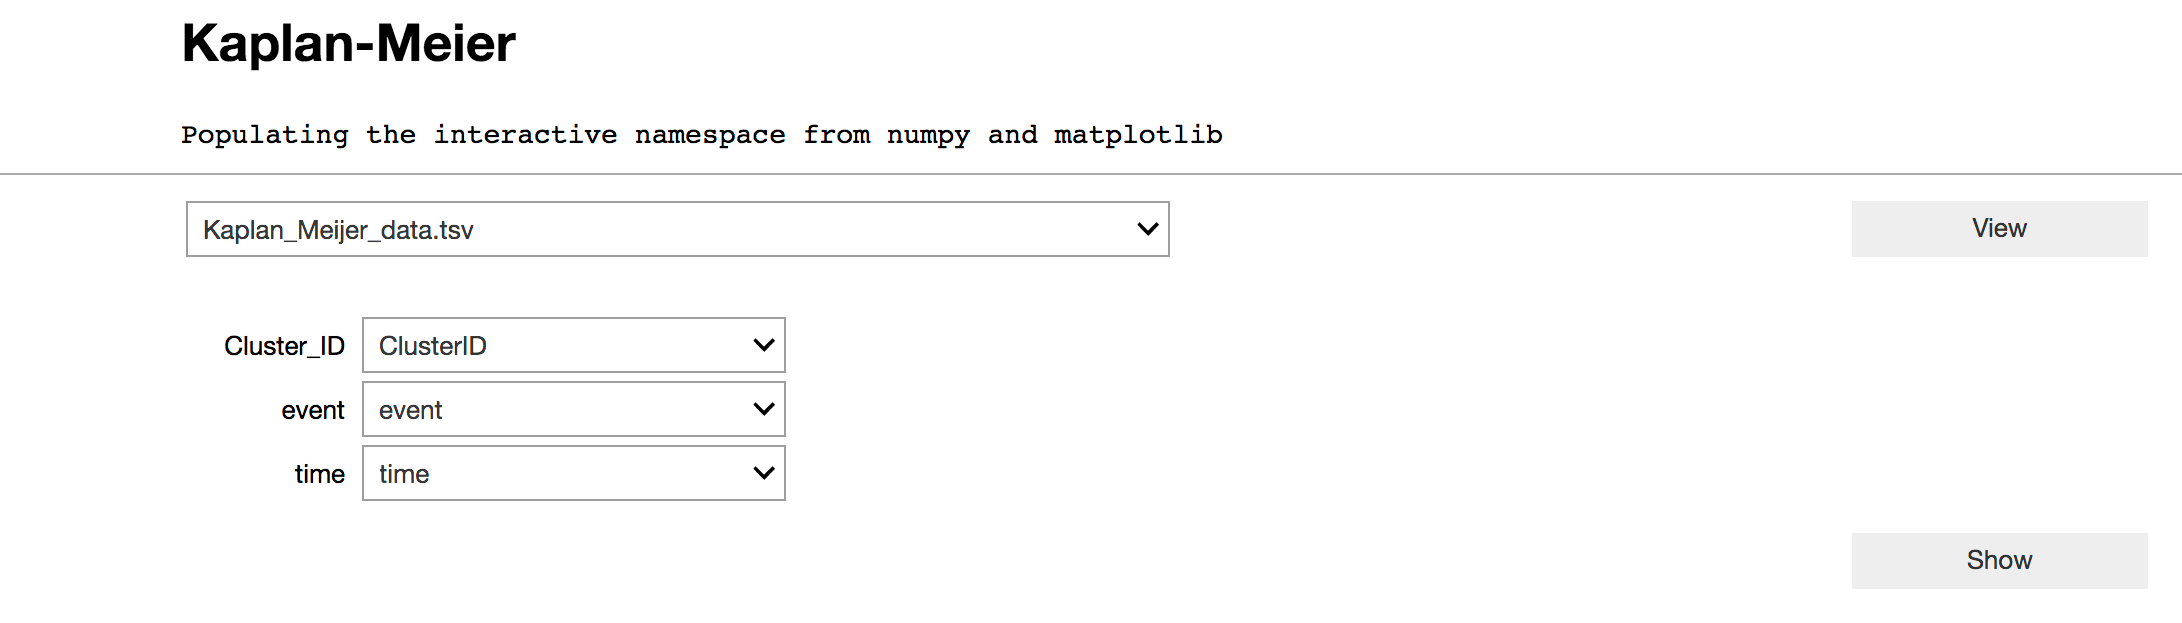 Kaplan-Meier
Populating the interactive namespace from numpy and matplotlib
Kaplan_Meijer_data.tsv
View
Cluster_ID
ClusterID
event
event
time
time
Show